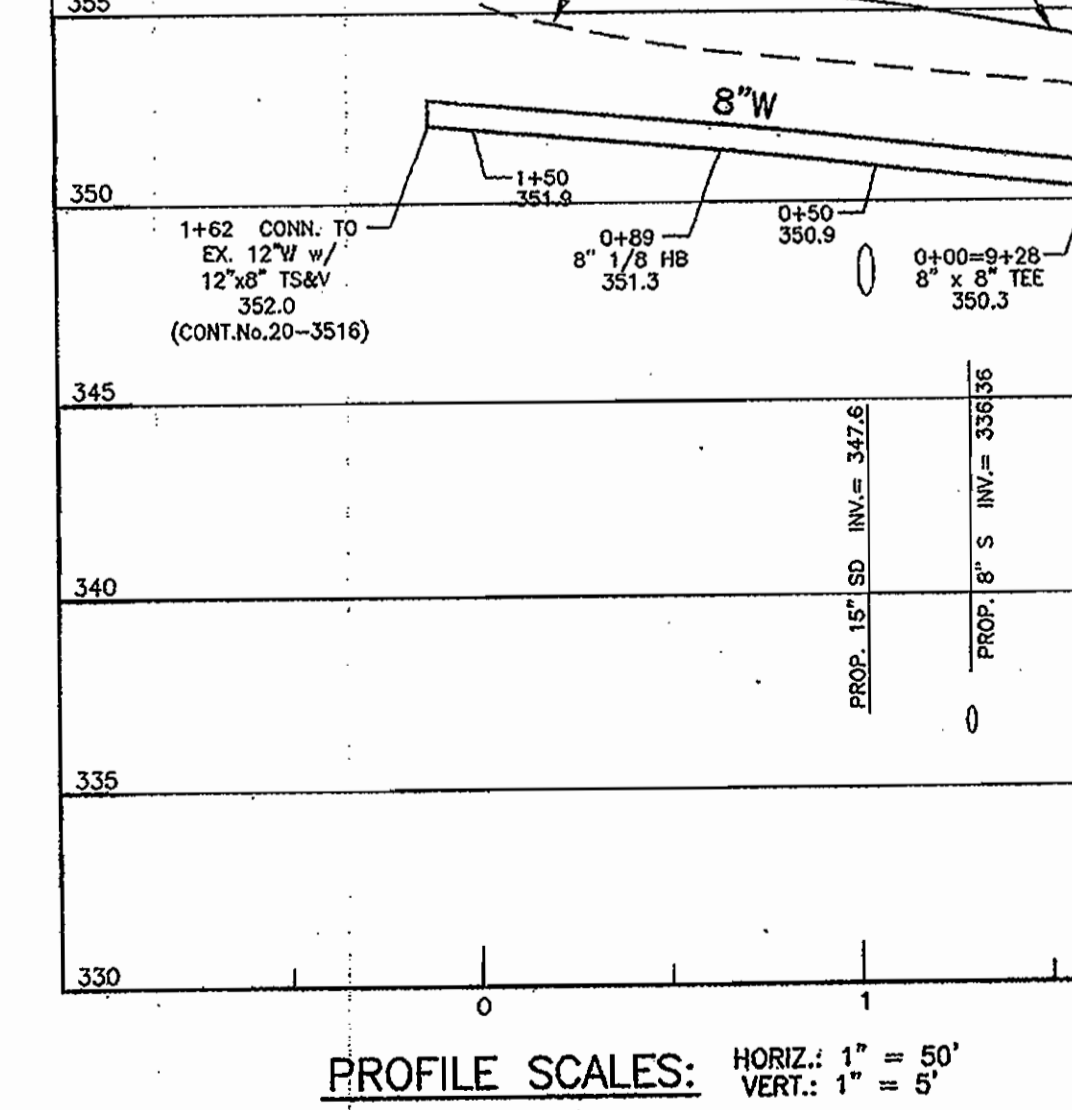 355
8"W
350
1+50
351.9
1+62 CONN. TO
EX. 12"W w/
12"x8" TS&V
352.0
(CONT.No.20-3516)
0+89
8" 1/8 HB
351.3
0+50
350.9
0+00=9+28
8" x 8" TEE
350.3
345
PROP. 15" SD INV.= 347.6
PROP. 8" S INV.= 336.36
340
335
330
0
1
PROFILE SCALES:
HORIZ.: 1" = 50'
VERT.: 1" = 5'